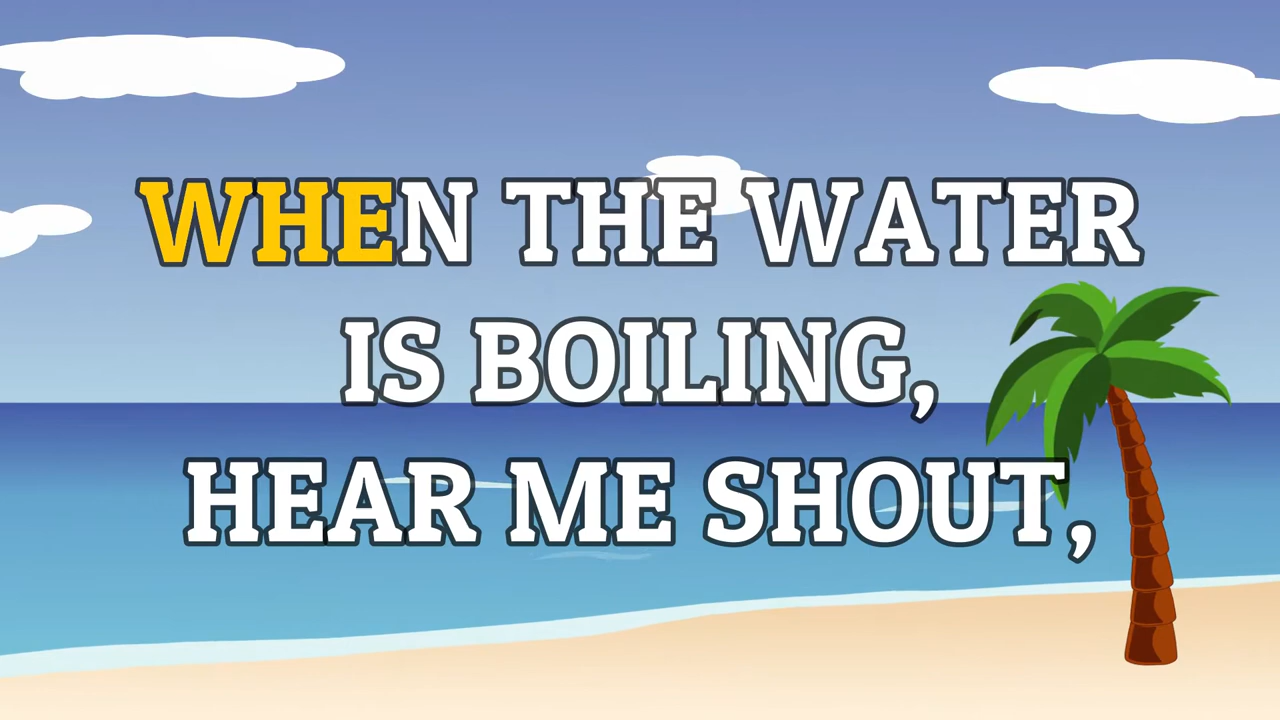 WHEN THE WATER
IS BOILING,
HEAR ME SHOUT,